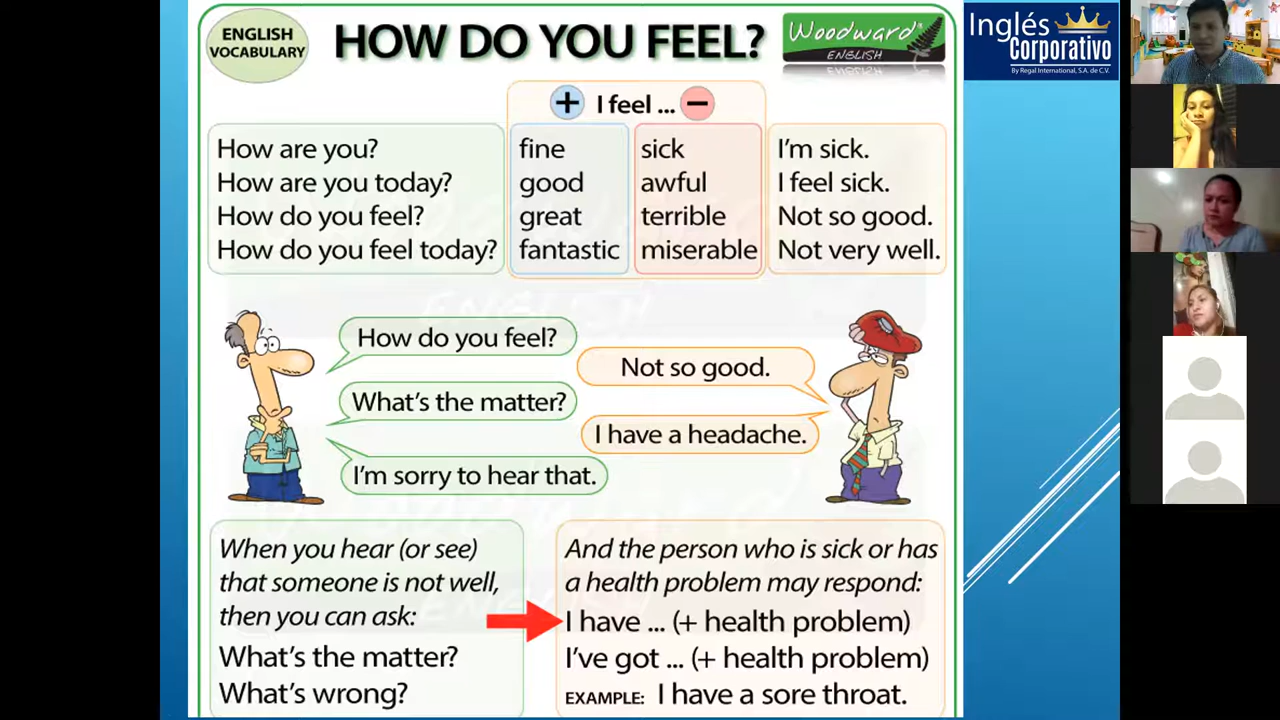 ENGLISH
VOCABULARY
HOW DO YOU FEEL?
Woodward®
ENGLISH
Inglés
Corporativo
By Regal International, S.A. de C.V.
+ I feel ... −
How are you?
How are you today?
How do you feel?
How do you feel today?
fine
good
great
fantastic
sick
awful
terrible
miserable
I'm sick.
I feel sick.
Not so good.
Not very well.
How do you feel?
Not so good.
What's the matter?
I have a headache.
I'm sorry to hear that.
When you hear (or see)
that someone is not well,
then you can ask:
What's the matter?
What's wrong?
And the person who is sick or has
a health problem may respond:
I have ... (+ health problem)
I've got ... (+ health problem)
EXAMPLE: I have a sore throat.